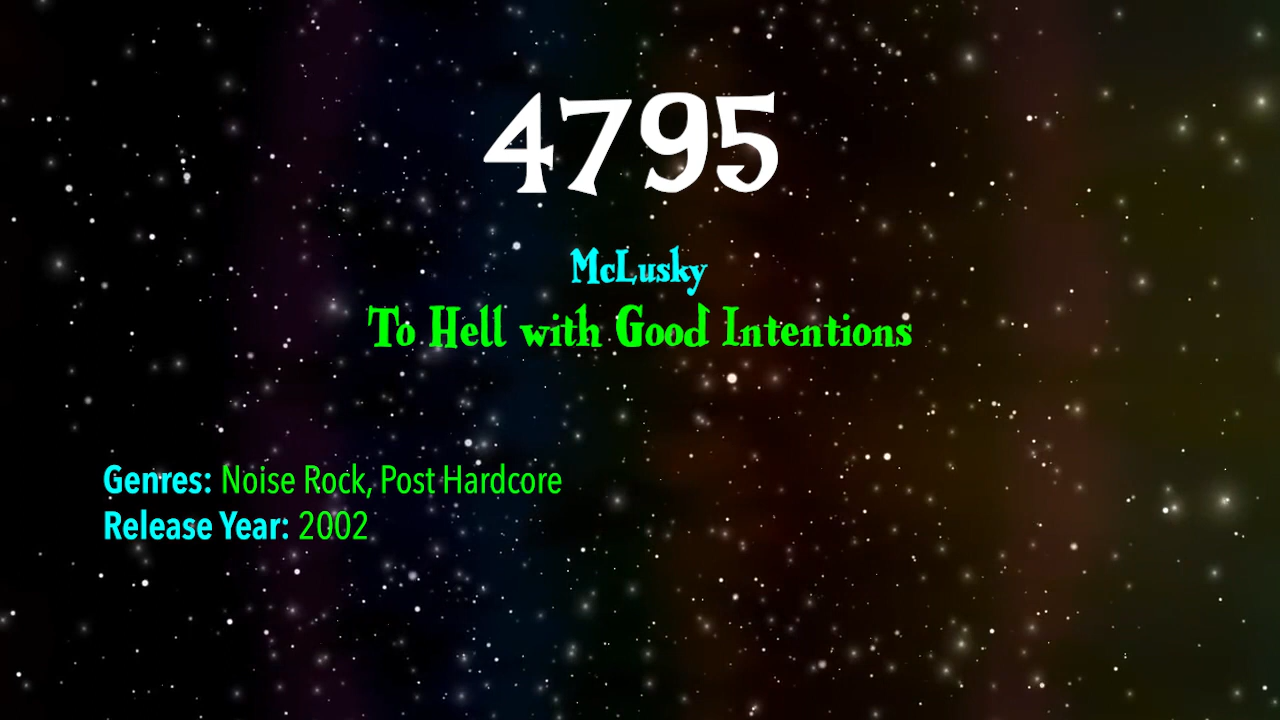 4795
McLusky
To Hell with Good Intentions
Genres: Noise Rock, Post Hardcore
Release Year: 2002